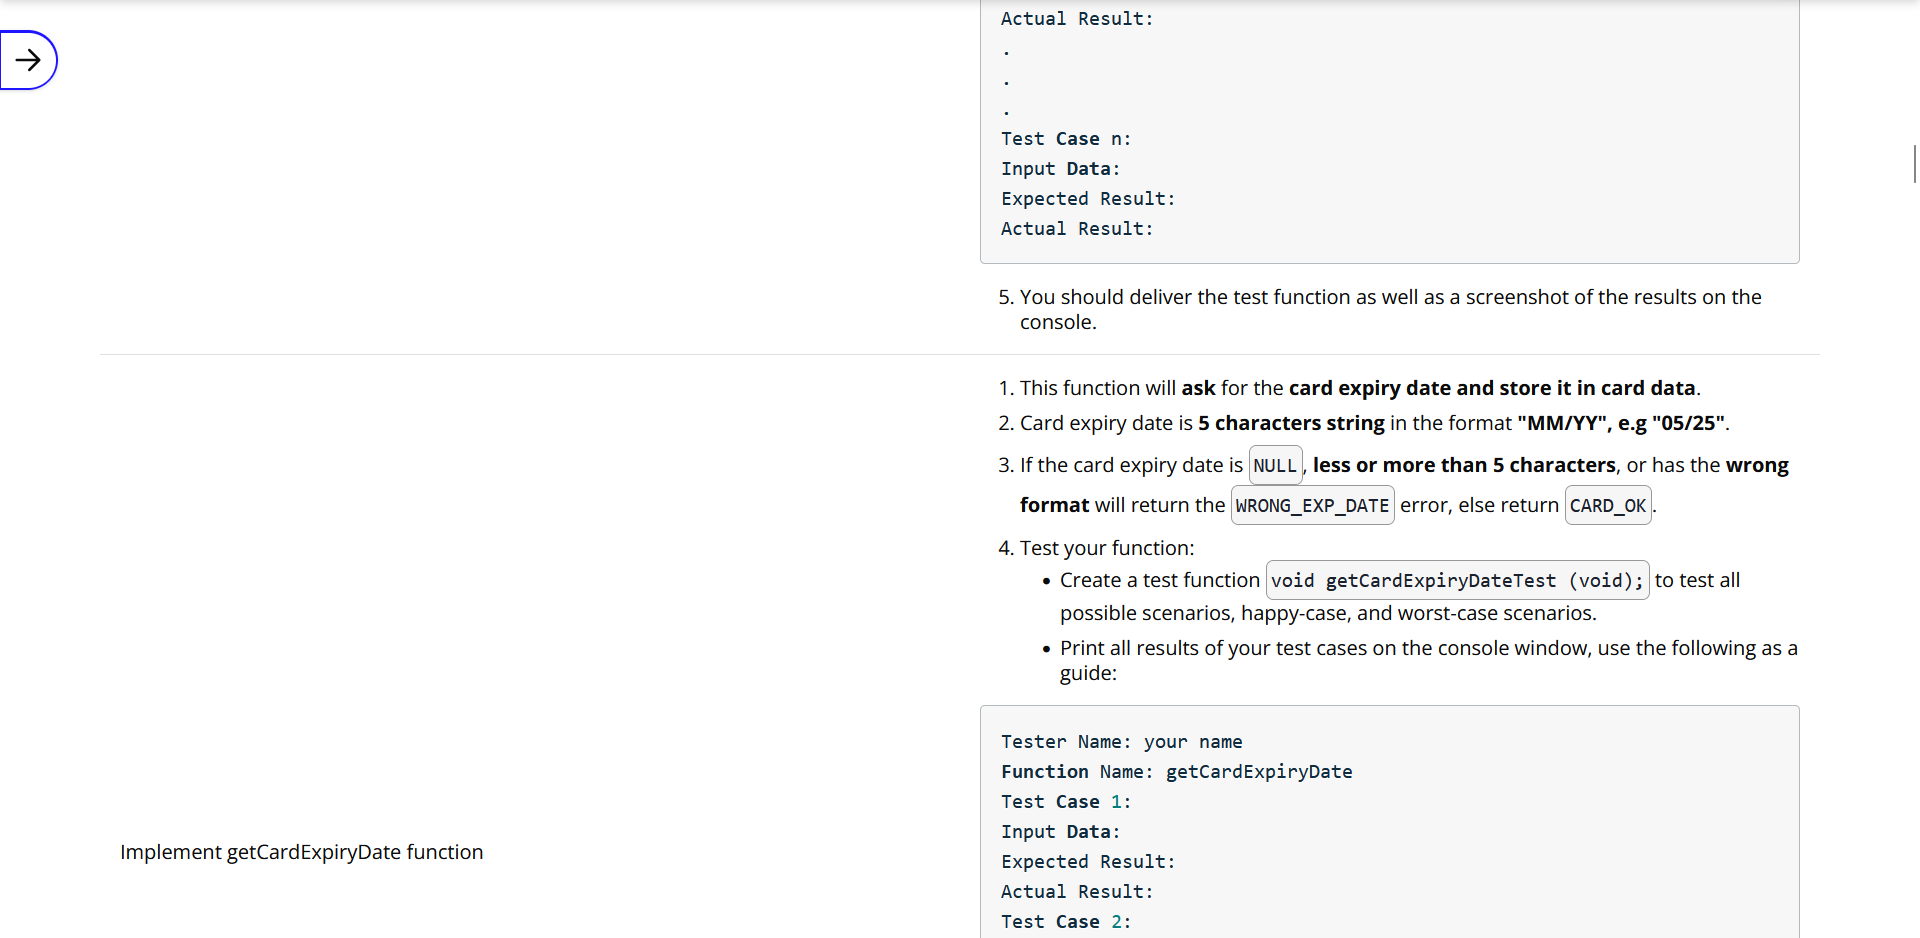 Actual Result:
.
.
.
Test Case n:
Input Data:
Expected Result:
Actual Result:
5. You should deliver the test function as well as a screenshot of the results on the
console.
1. This function will ask for the card expiry date and store it in card data.
2. Card expiry date is 5 characters string in the format "MM/YY", e.g "05/25".
3. If the card expiry date is NULL, less or more than 5 characters, or has the wrong
format will return the WRONG_EXP_DATE error, else return CARD_OK.
4. Test your function:
• Create a test function void getCardExpiryDateTest (void); to test all
possible scenarios, happy-case, and worst-case scenarios.
• Print all results of your test cases on the console window, use the following as a
guide:
Tester Name: your name
Function Name: getCardExpiryDate
Test Case 1:
Input Data:
Implement getCardExpiryDate function
Expected Result:
Actual Result:
Test Case 2: